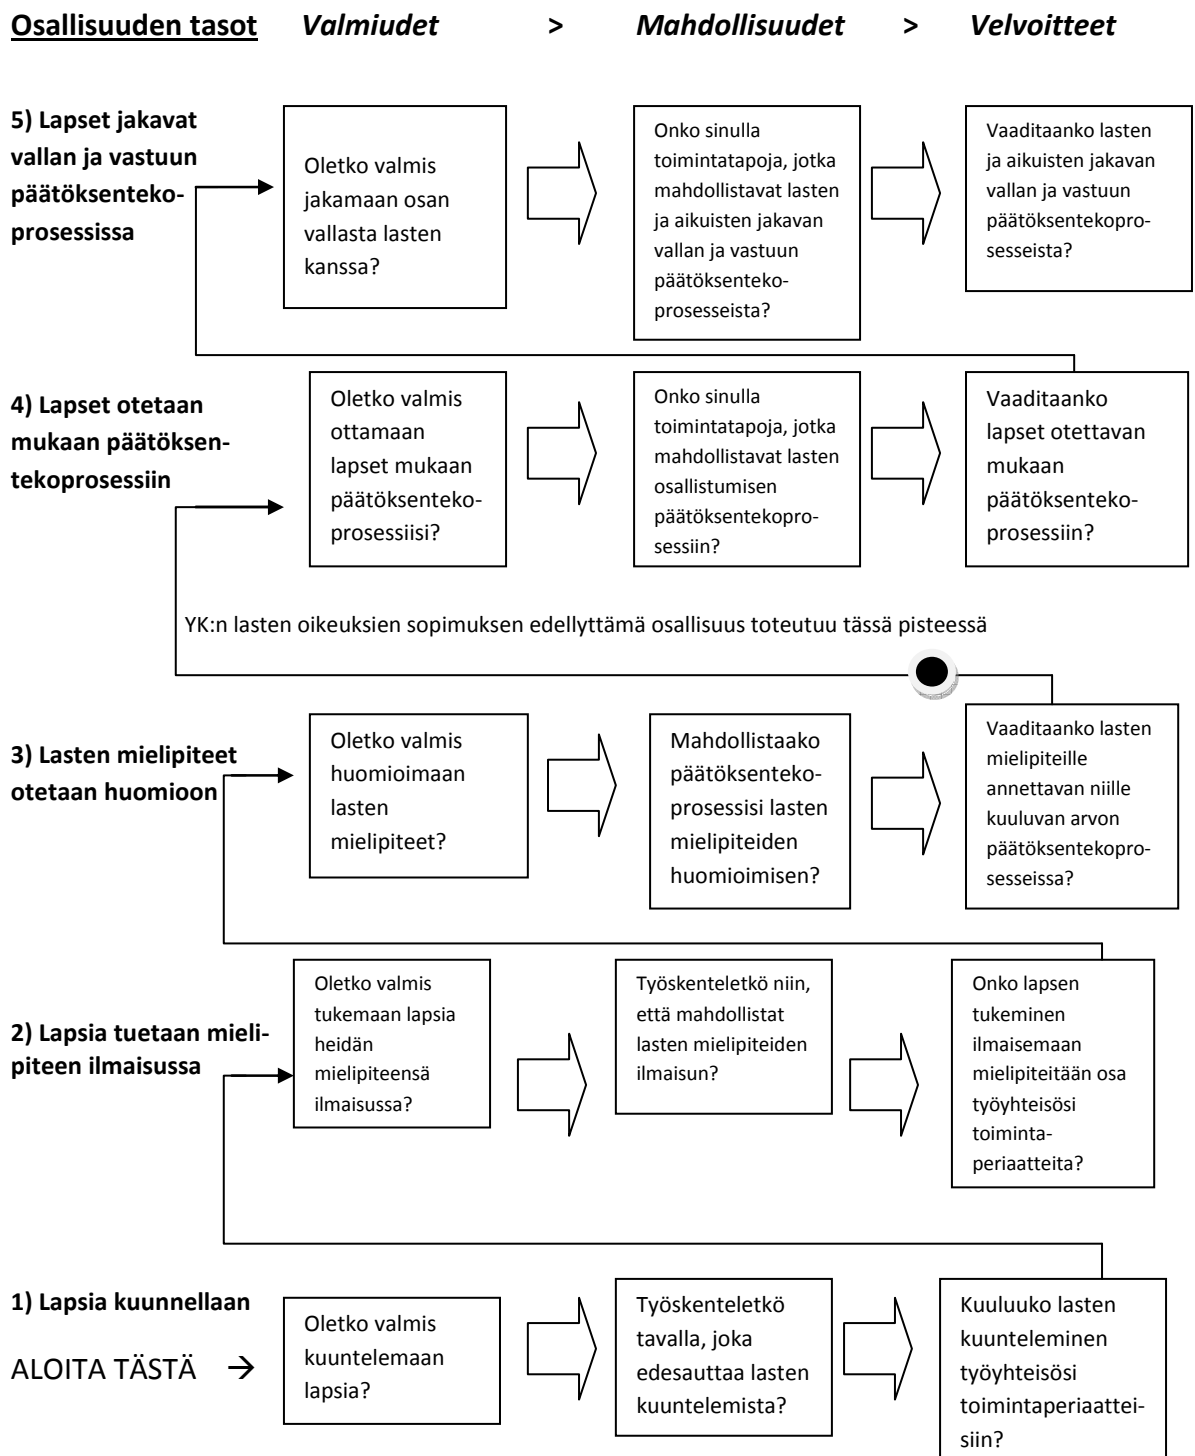 Osallisuuden tasot Valmiudet > Mahdollisuudet > Velvoitteet
5) Lapset jakavat
vallan ja vastuun
päätöksenteko-
prosessissa
Oletko valmis
jakamaan osan
vallasta lasten
kanssa?
Onko sinulla
toimintatapoja, jotka
mahdollistavat lasten
ja aikuisten jakavan
vallan ja vastuun
päätöksenteko-
prosesseista?
Vaaditaanko lasten
ja aikuisten jakavan
vallan ja vastuun
päätöksentekopro-
sesseista?
4) Lapset otetaan
mukaan päätöksen-
tekoprosessiin
Oletko valmis
ottamaan
lapset mukaan
päätöksenteko-
prosessiisi?
Onko sinulla
toimintatapoja, jotka
mahdollistavat lasten
osallistumisen
päätöksentekopro-
sessiin?
Vaaditaanko
lapset otettavan
mukaan
päätöksenteko-
prosessiin?
YK:n lasten oikeuksien sopimuksen edellyttämä osallisuus toteutuu tässä pisteessä
3) Lasten mielipiteet
otetaan huomioon
Oletko valmis
huomioimaan
lasten
mielipiteet?
Mahdollistaako
päätöksenteko-
prosessisi lasten
mielipiteiden
huomioimisen?
Vaaditaanko lasten
mielipiteille
annettavan niille
kuuluvan arvon
päätöksentekopro-
sesseissa?
2) Lapsia tuetaan mieli-
piteen ilmaisussa
Oletko valmis
tukemaan lapsia
heidän
mielipiteensä
ilmaisussa?
Työskenteletkö niin,
että mahdollistat
lasten mielipiteiden
ilmaisun?
Onko lapsen
tukeminen
ilmaisemaan
mielipiteitään osa
työyhteisösi
toiminta-
periaatteita?
1) Lapsia kuunnellaan
ALOITA TÄSTÄ →
Oletko valmis
kuuntelemaan
lapsia?
Työskenteletkö
tavalla, joka
edesauttaa lasten
kuuntelemista?
Kuuluuko lasten
kuunteleminen
työyhteisösi
toimintaperiaattei-
siin?